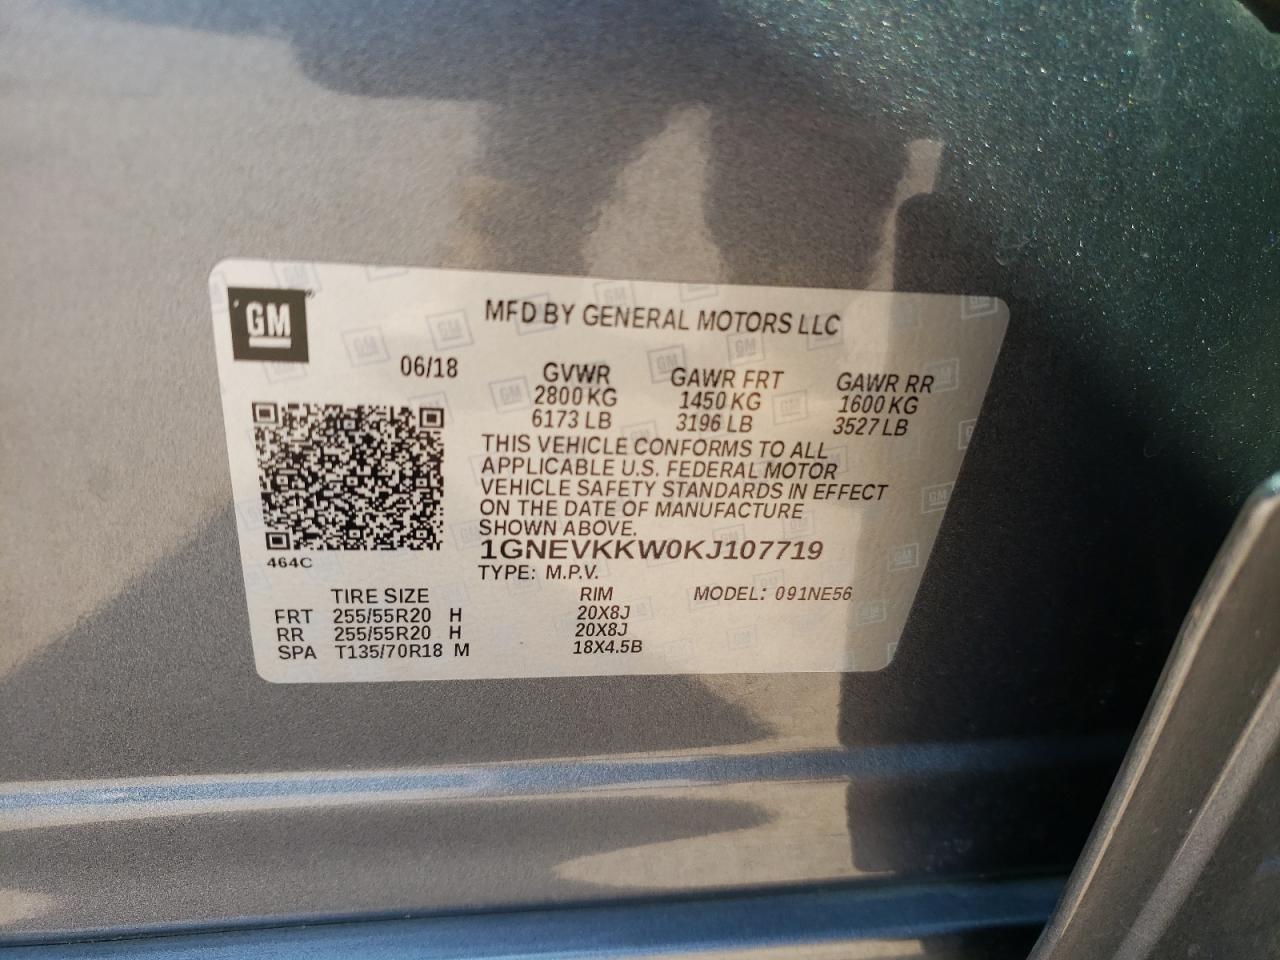 GM
MFD BY GENERAL MOTORS LLC
06/18
GVWR GAWR FRT GAWR RR
2800 KG 1450 KG 1600 KG
6173 LB 3196 LB 3527 LB
THIS VEHICLE CONFORMS TO ALL
APPLICABLE U.S. FEDERAL MOTOR
VEHICLE SAFETY STANDARDS IN EFFECT
ON THE DATE OF MANUFACTURE
SHOWN ABOVE.
1GNEVKKW0KJ107719
464C
TYPE: M.P.V.
TIRE SIZE RIM MODEL: 091NE56
FRT 255/55R20 H 20X8J
RR 255/55R20 H 20X8J
SPA T135/70R18 M 18X4.5B